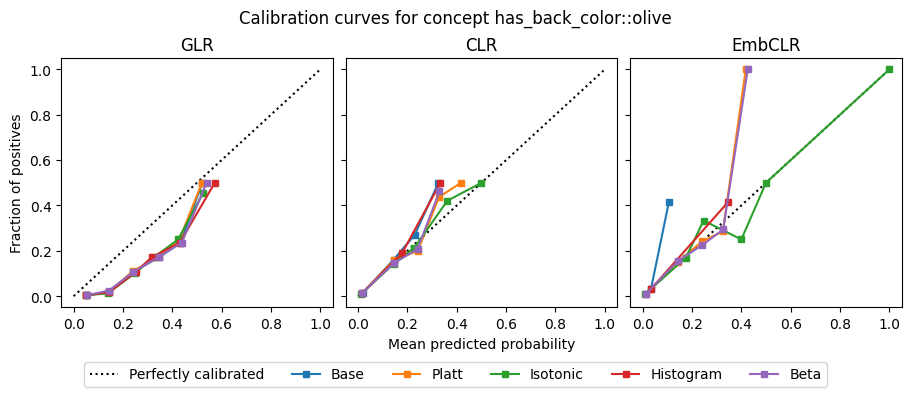 Calibration curves for concept has_back_color::olive
GLR
CLR
EmbCLR
Fraction of positives
1.0
0.8
0.6
0.4
0.2
0.0
0.0 0.2 0.4 0.6 0.8 1.0
0.0 0.2 0.4 0.6 0.8 1.0
0.0 0.2 0.4 0.6 0.8 1.0
Mean predicted probability
Perfectly calibrated Base Platt Isotonic Histogram Beta